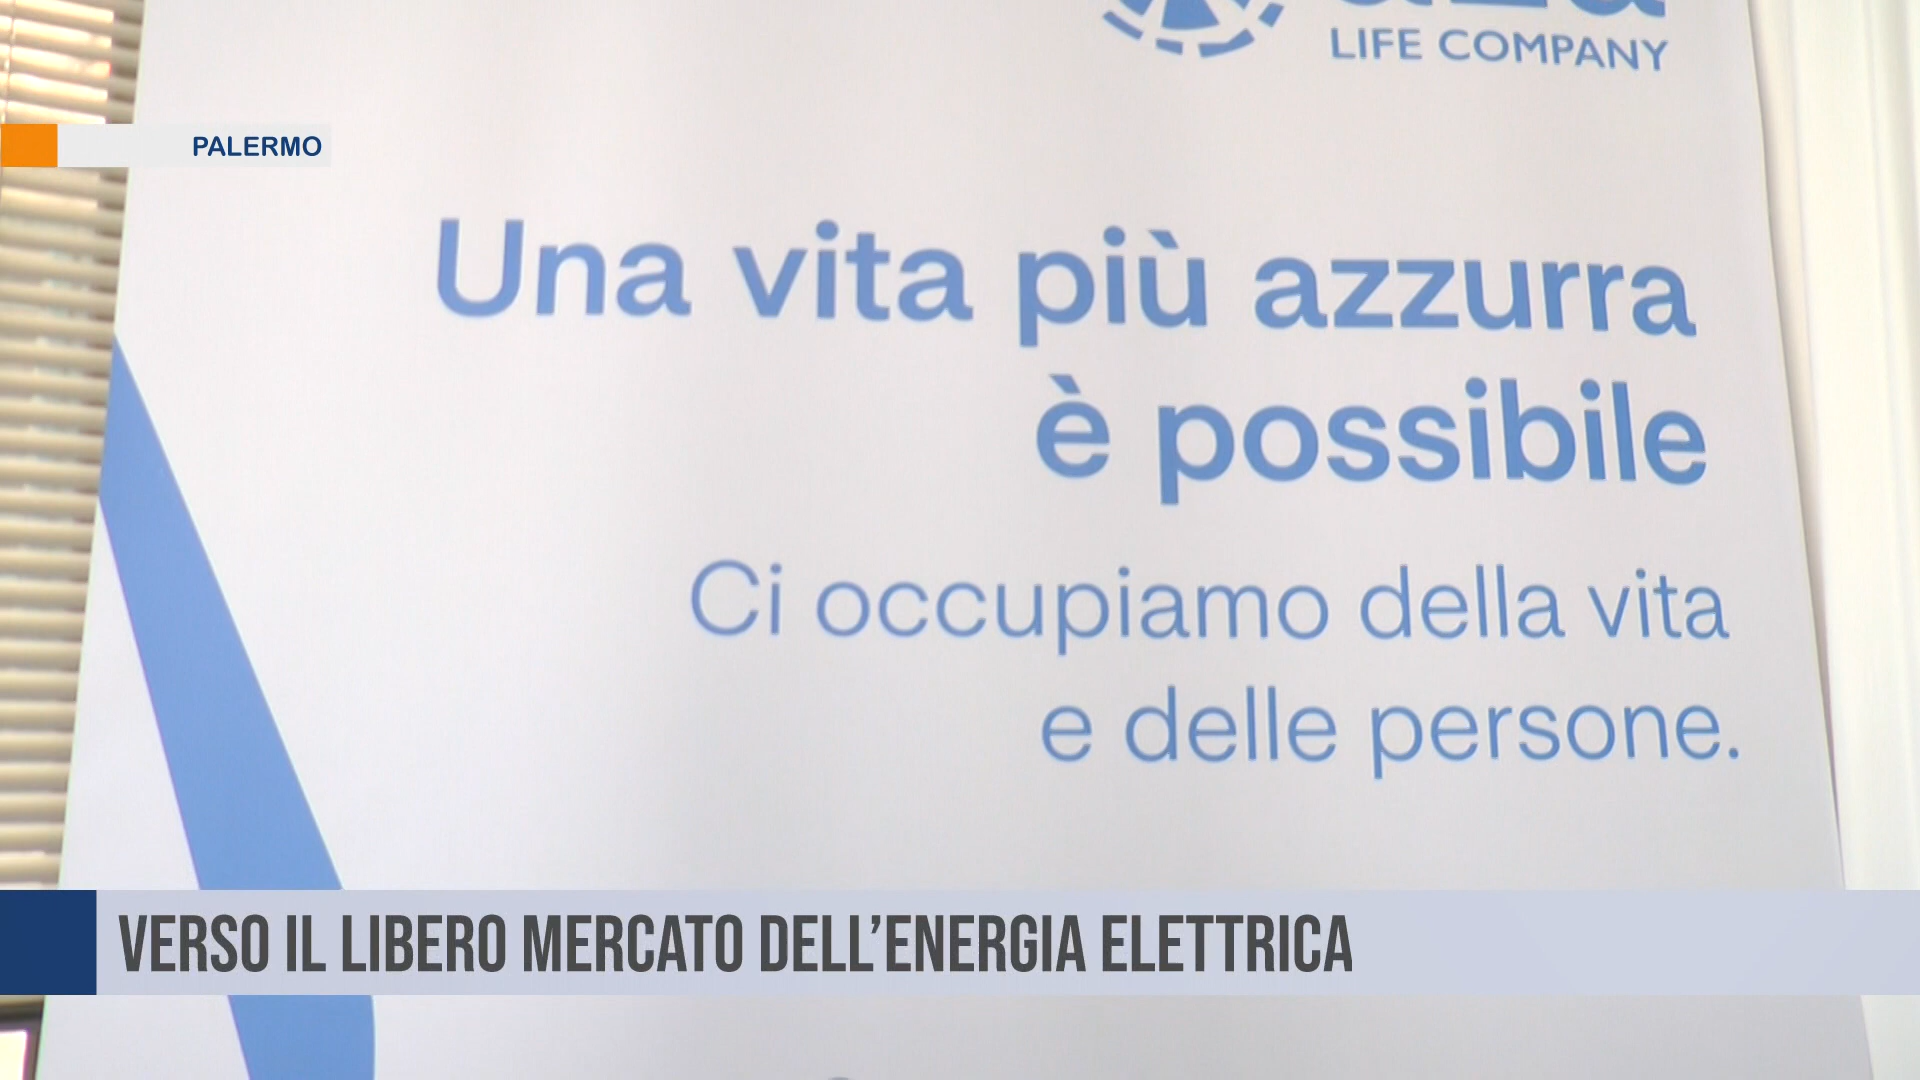 LIFE COMPANY
PALERMO
Una vita più azzurra
è possibile
Ci occupiamo della vita
e delle persone.
VERSO IL LIBERO MERCATO DELL’ENERGIA ELETTRICA